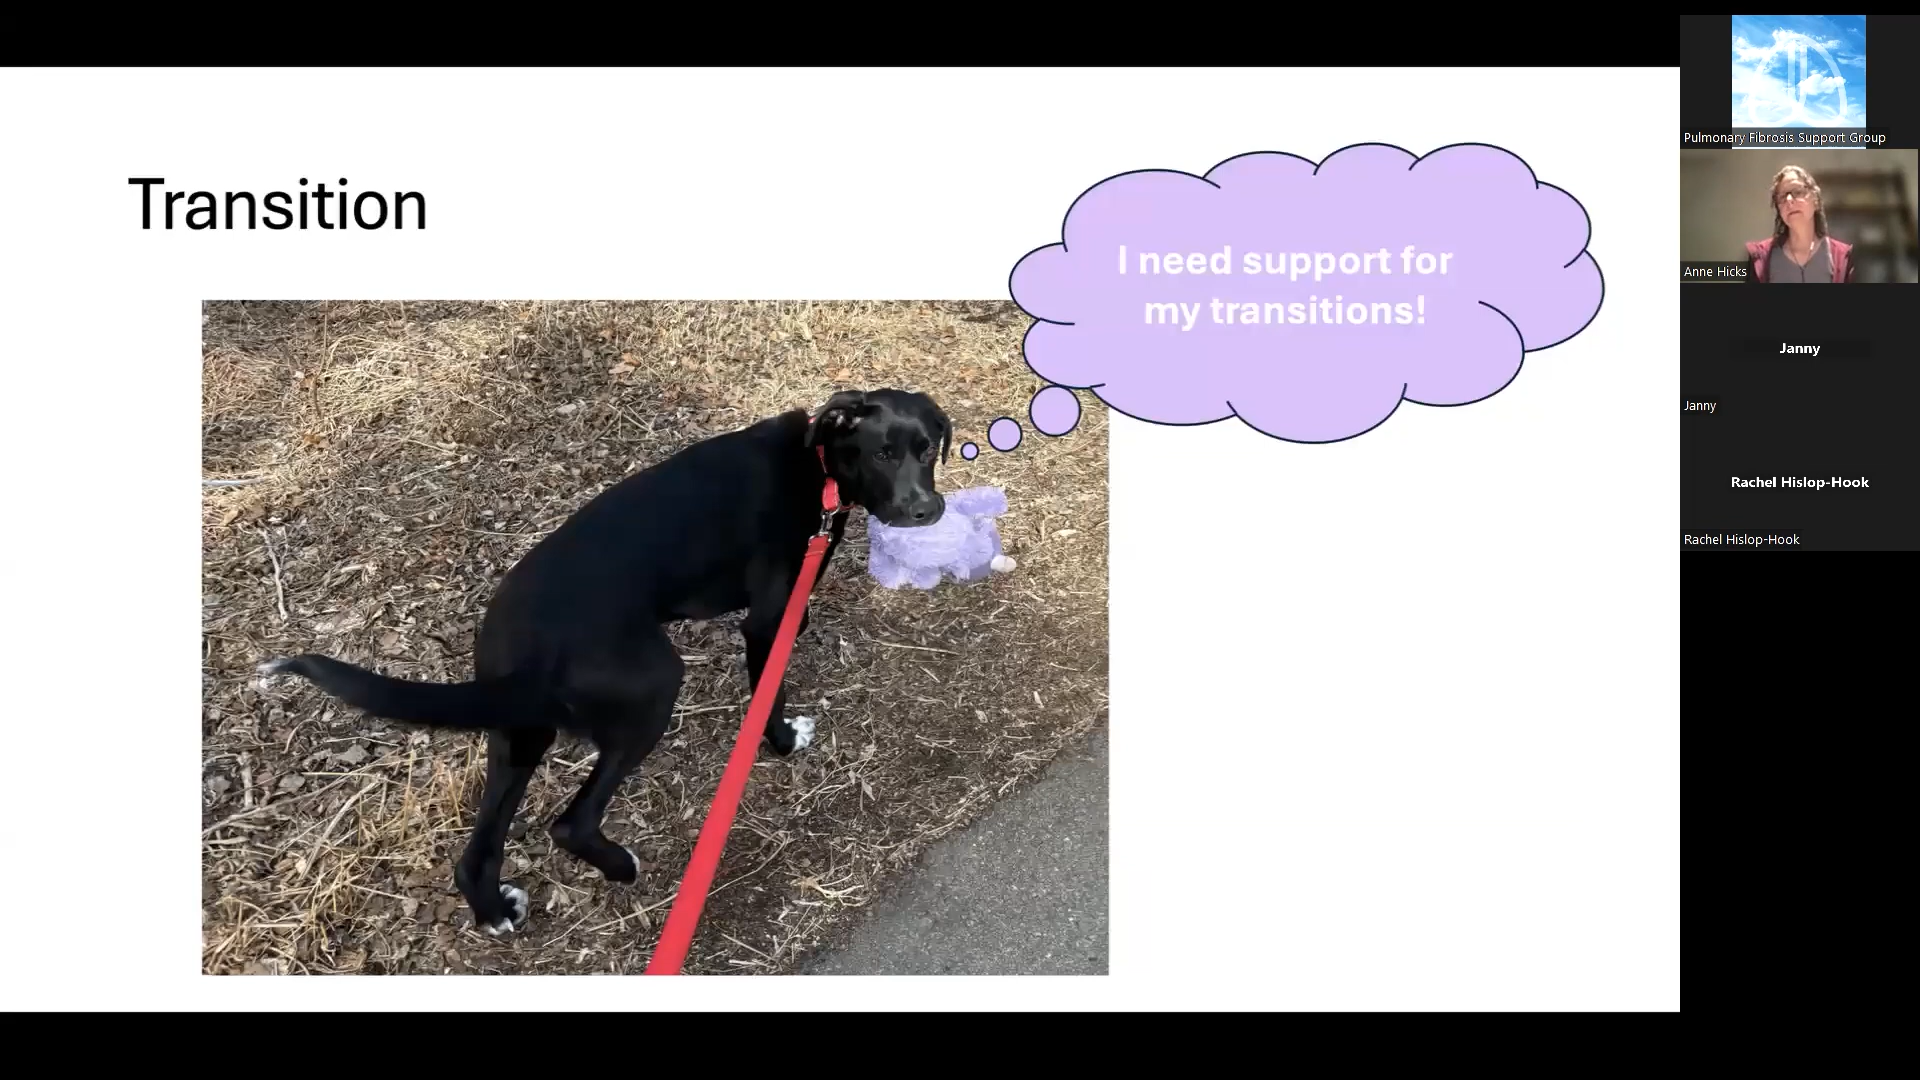 Transition
I need support for
my transitions!
Pulmonary Fibrosis Support Group
Anne Hicks
Janny
Janny
Rachel Hislop-Hook
Rachel Hislop-Hook